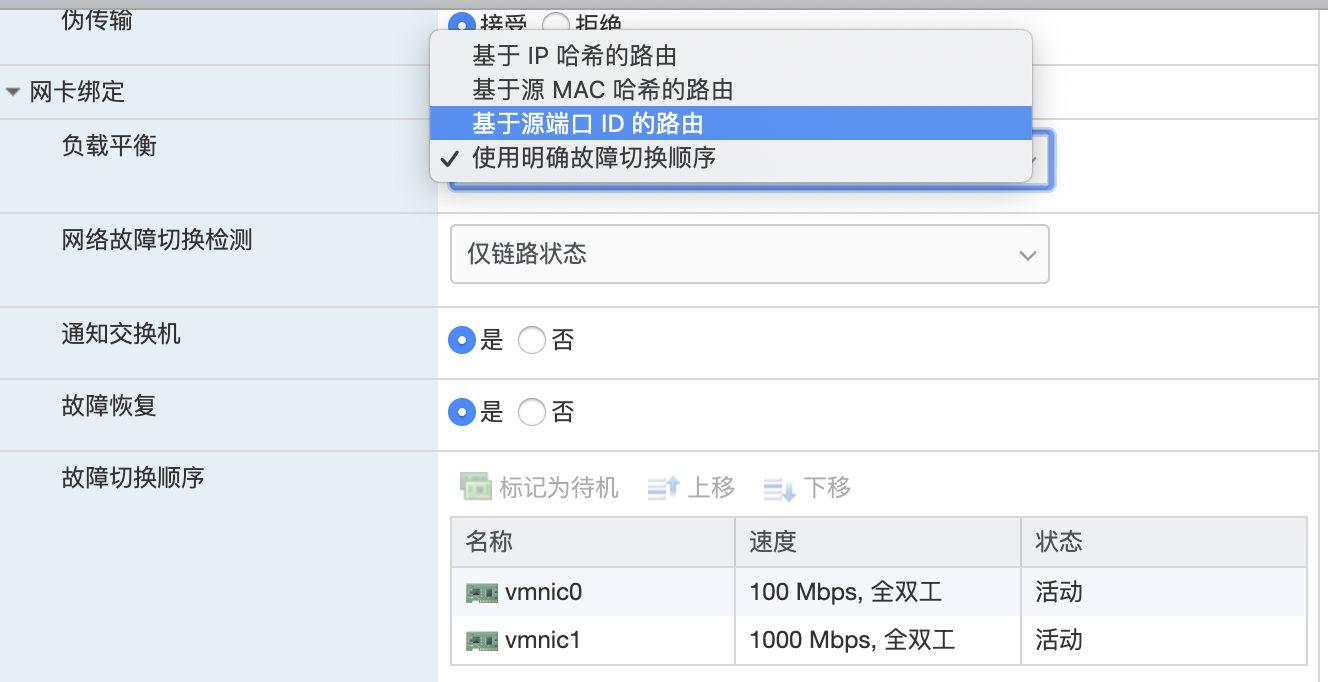 伪传输
接受 拒绝
基于 IP 哈希的路由
网卡绑定
基于源 MAC 哈希的路由
基于源端口 ID 的路由
负载平衡
使用明确故障切换顺序
网络故障切换检测
仅链路状态
通知交换机
是 否
故障恢复
是 否
故障切换顺序
标记为待机 上移 下移
名称 速度 状态
vmnic0 100 Mbps, 全双工 活动
vmnic1 1000 Mbps, 全双工 活动